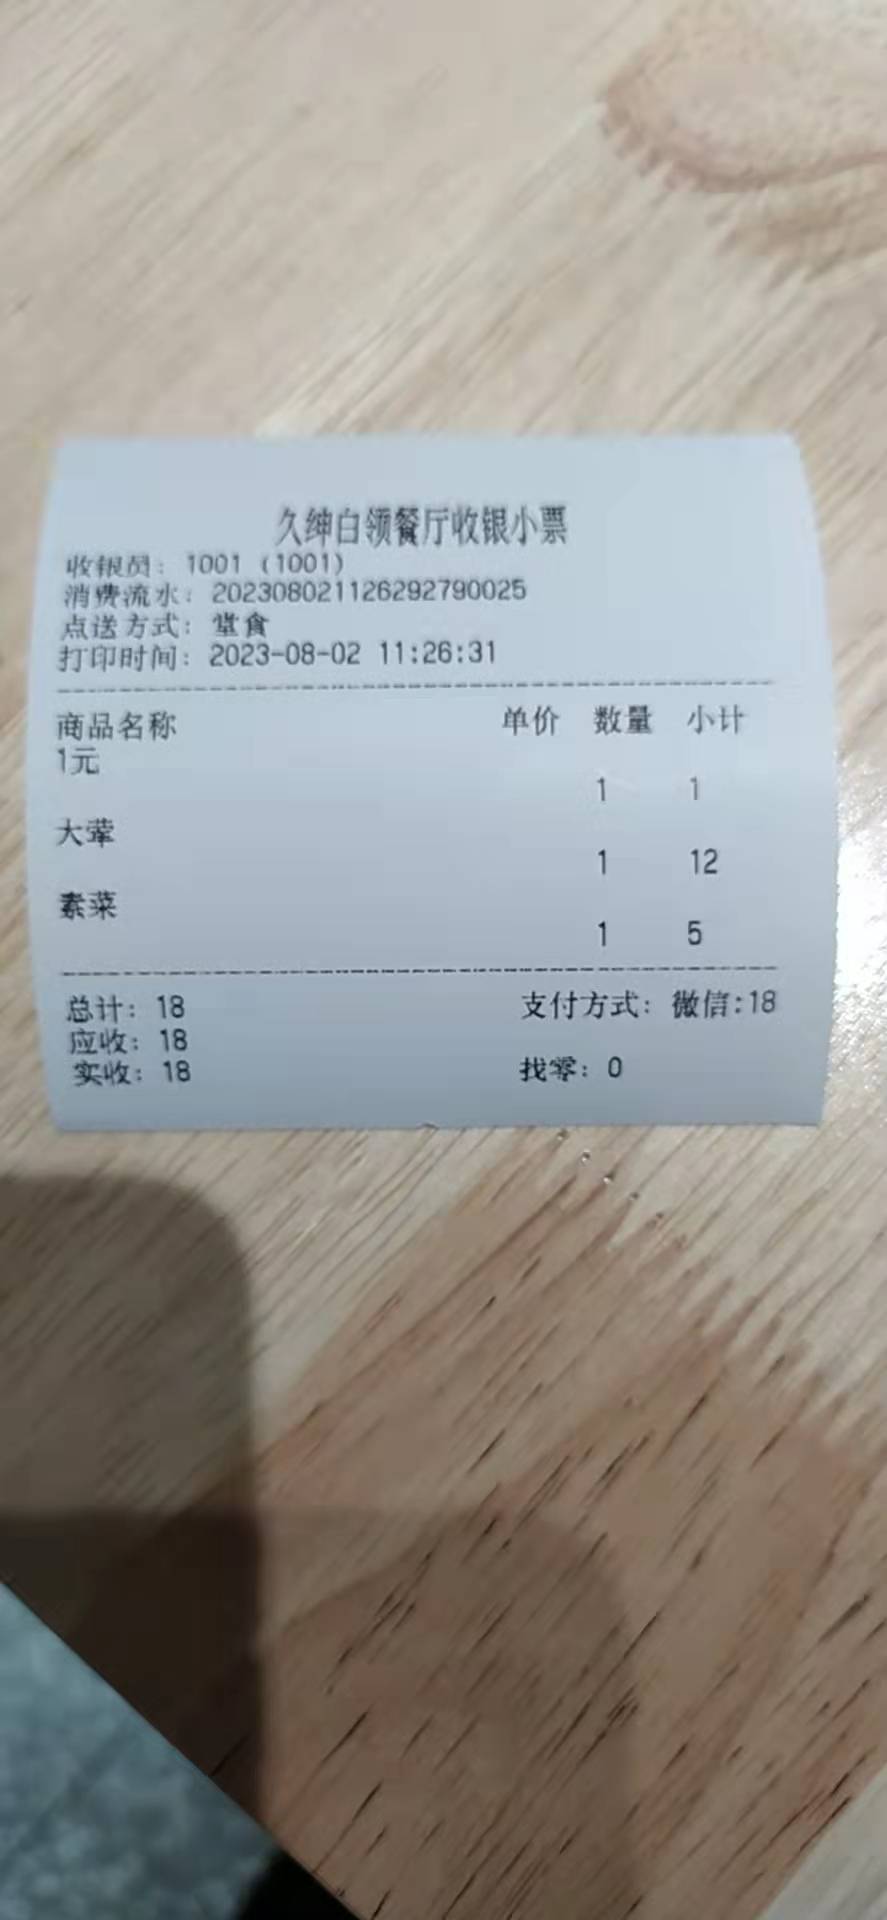 久绅白领餐厅收银小票
收银员：1001 (1001)
消费流水：202308021126292790025
点送方式：堂食
打印时间：2023-08-02 11:26:31
商品名称 单价 数量 小计
1元
1 1
大荤
1 12
素菜
1 5
总计：18 支付方式：微信:18
应收：18
实收：18 找零：0